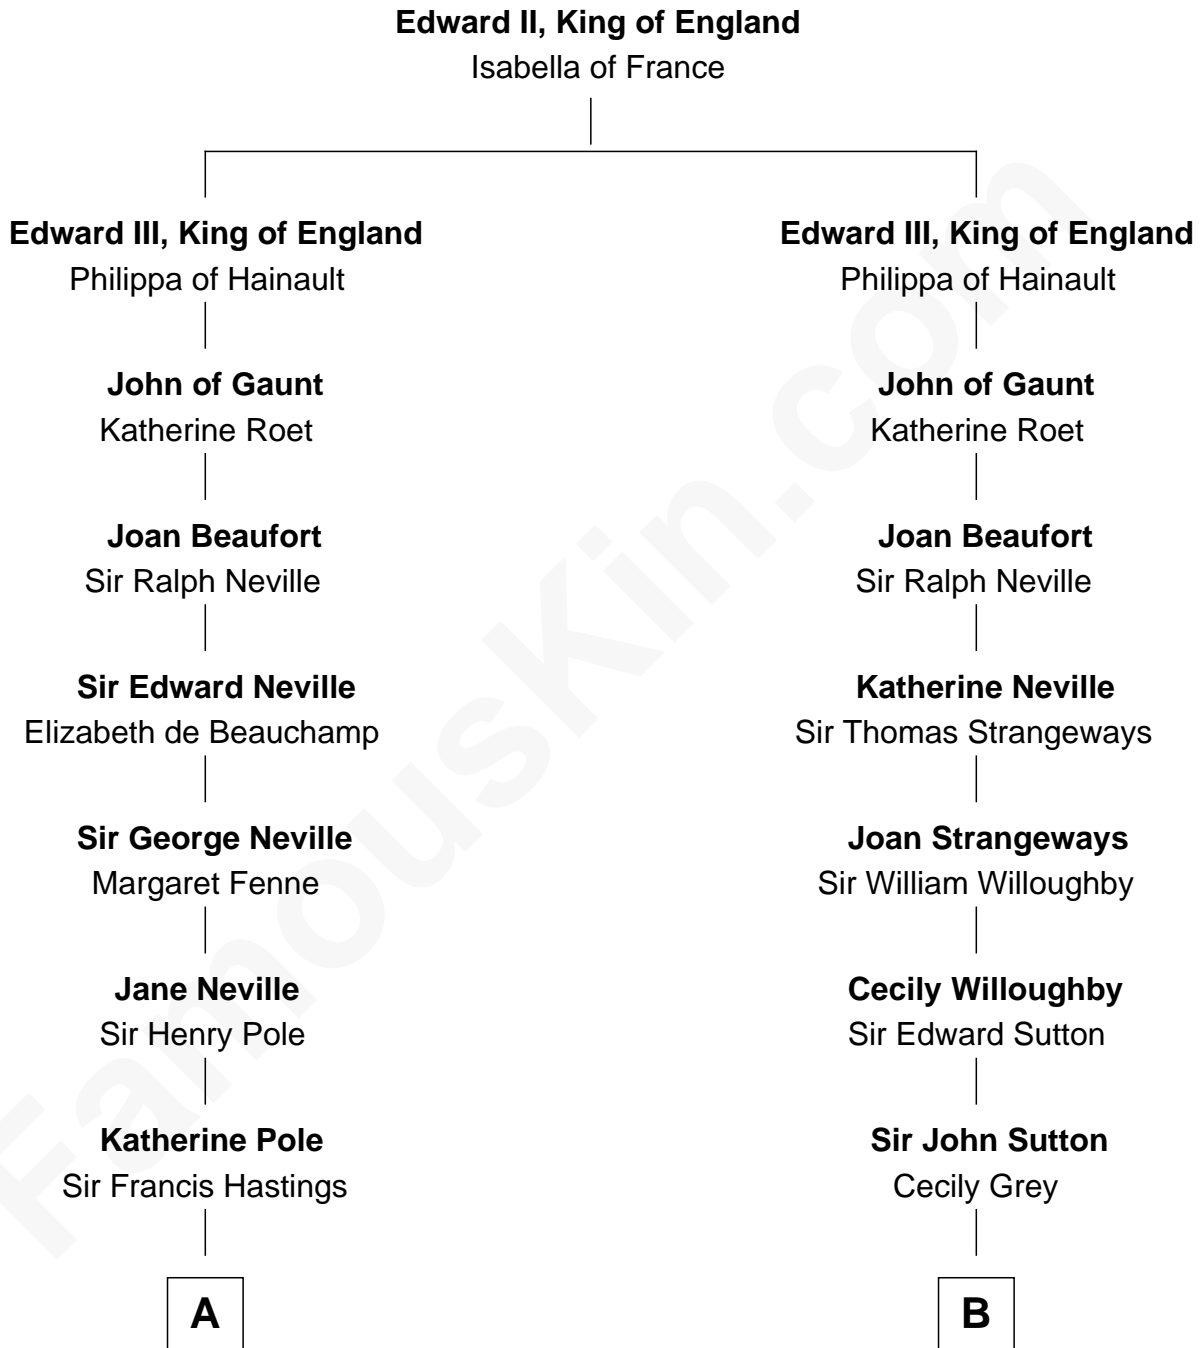 Edward II, King of England
Isabella of France
Edward III, King of England
Philippa of Hainault
John of Gaunt
Katherine Roet
Joan Beaufort
Sir Ralph Neville
Sir Edward Neville
Elizabeth de Beauchamp
Sir George Neville
Margaret Fenne
Jane Neville
Sir Henry Pole
Katherine Pole
Sir Francis Hastings
A
Edward III, King of England
Philippa of Hainault
John of Gaunt
Katherine Roet
Joan Beaufort
Sir Ralph Neville
Katherine Neville
Sir Thomas Strangeways
Joan Strangeways
Sir William Willoughby
Cecily Willoughby
Sir Edward Sutton
Sir John Sutton
Cecily Grey
B
FamousKin.com